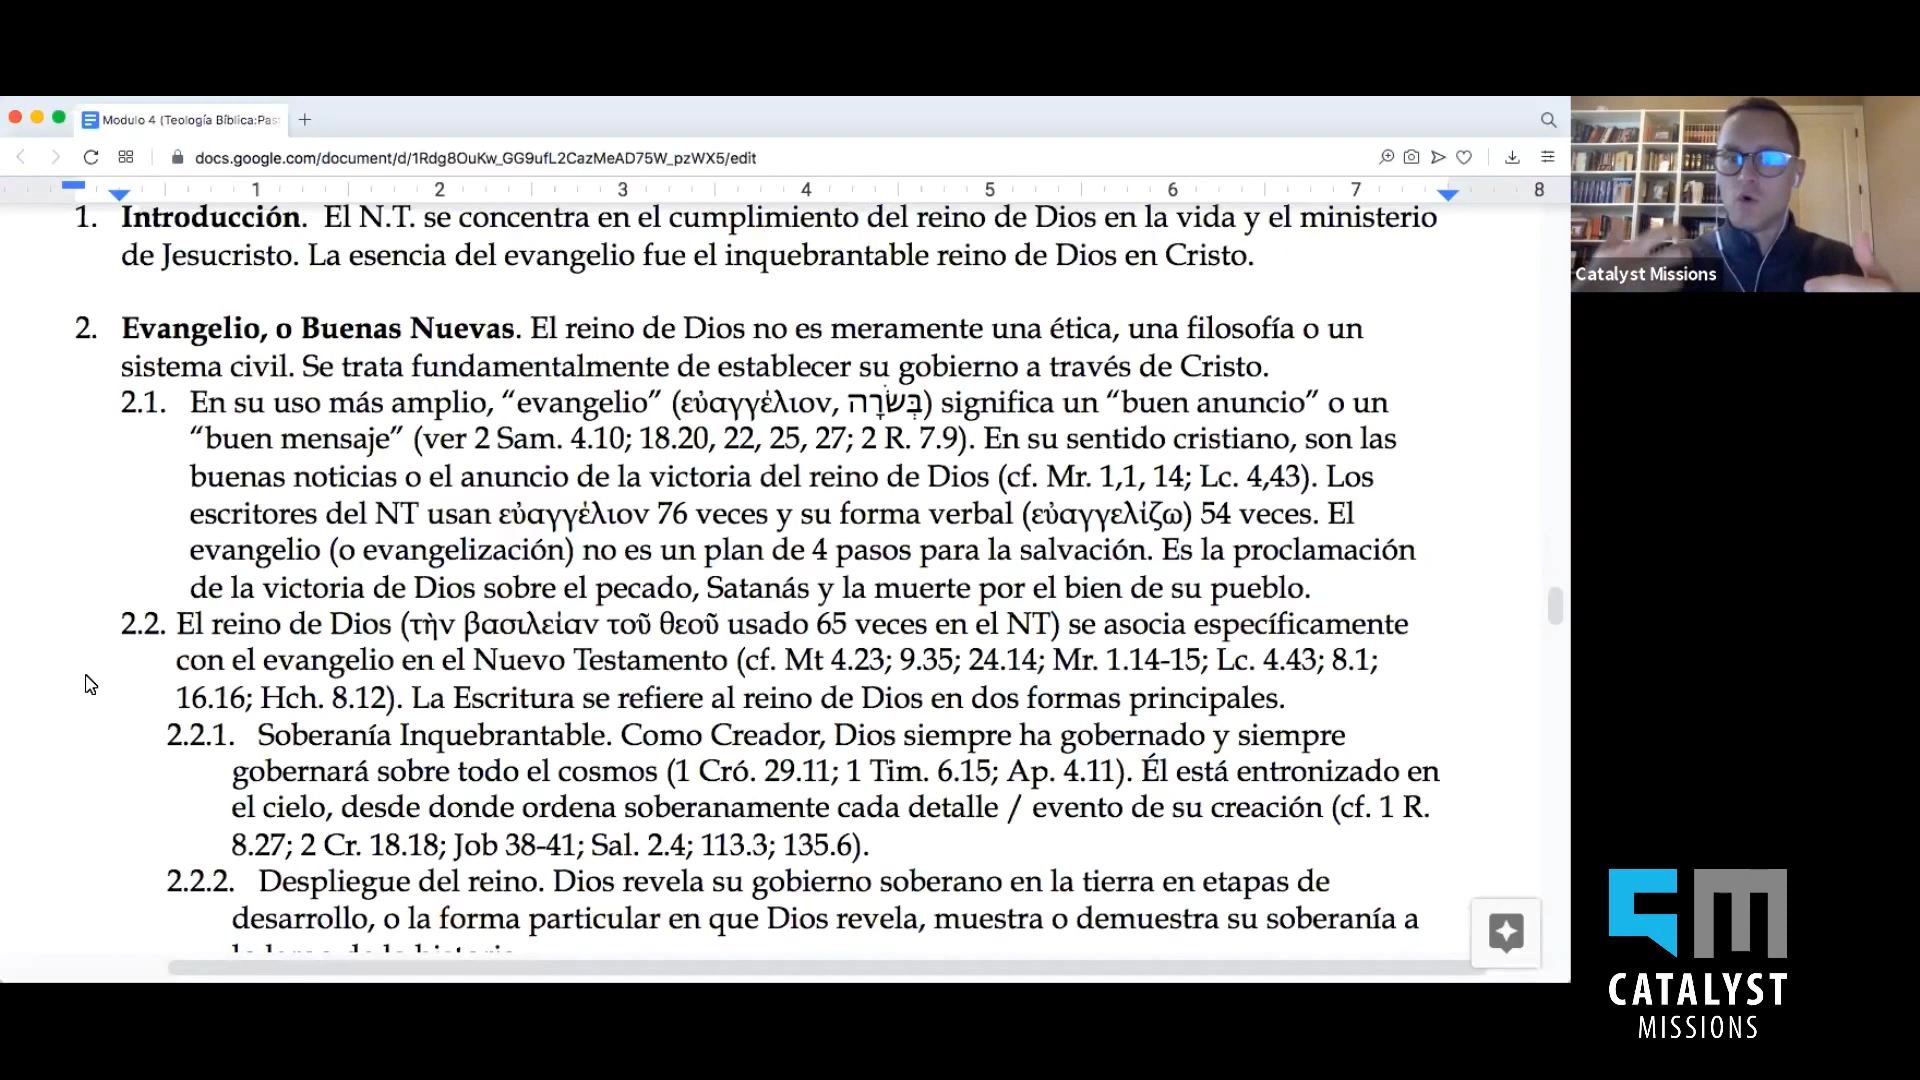 Modulo 4 (Teología Bíblica:Pas
docs.google.com/document/d/1Rdg8OuKw_GG9ufL2CazMeAD75W_pzWX5/edit
1 2 3 4 5 6 7 8
1. Introducción. El N.T. se concentra en el cumplimiento del reino de Dios en la vida y el ministerio
de Jesucristo. La esencia del evangelio fue el inquebrantable reino de Dios en Cristo.
2. Evangelio, o Buenas Nuevas. El reino de Dios no es meramente una ética, una filosofía o un
sistema civil. Se trata fundamentalmente de establecer su gobierno a través de Cristo.
2.1. En su uso más amplio, “evangelio” (εὐαγγέλιον, בְּשֹׂרָה) significa un “buen anuncio” o un
“buen mensaje” (ver 2 Sam. 4.10; 18.20, 22, 25, 27; 2 R. 7.9). En su sentido cristiano, son las
buenas noticias o el anuncio de la victoria del reino de Dios (cf. Mr. 1,1, 14; Lc. 4,43). Los
escritores del NT usan εὐαγγέλιον 76 veces y su forma verbal (εὐαγγελίζω) 54 veces. El
evangelio (o evangelización) no es un plan de 4 pasos para la salvación. Es la proclamación
de la victoria de Dios sobre el pecado, Satanás y la muerte por el bien de su pueblo.
2.2. El reino de Dios (τὴν βασιλείαν τοῦ θεοῦ usado 65 veces en el NT) se asocia específicamente
con el evangelio en el Nuevo Testamento (cf. Mt 4.23; 9.35; 24.14; Mr. 1.14-15; Lc. 4.43; 8.1;
16.16; Hch. 8.12). La Escritura se refiere al reino de Dios en dos formas principales.
2.2.1. Soberanía Inquebrantable. Como Creador, Dios siempre ha gobernado y siempre
gobernará sobre todo el cosmos (1 Cró. 29.11; 1 Tim. 6.15; Ap. 4.11). Él está entronizado en
el cielo, desde donde ordena soberanamente cada detalle / evento de su creación (cf. 1 R.
8.27; 2 Cr. 18.18; Job 38-41; Sal. 2.4; 113.3; 135.6).
2.2.2. Despliegue del reino. Dios revela su gobierno soberano en la tierra en etapas de
desarrollo, o la forma particular en que Dios revela, muestra o demuestra su soberanía a
Catalyst Missions
CATALYST
MISSIONS